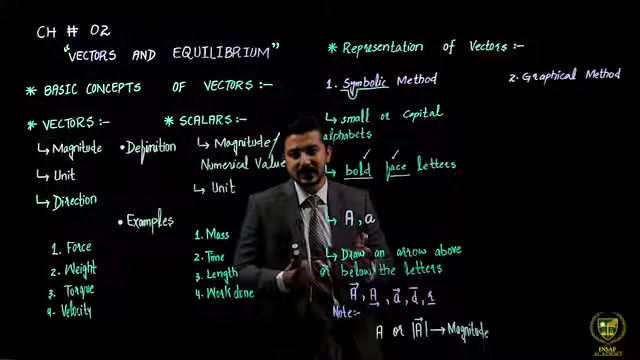 CH # 02
"VECTORS AND EQUILIBRIUM"
* BASIC CONCEPTS OF VECTORS :-
* VECTORS :-
↳ Magnitude
↳ Unit
↳ Direction
• Definition
• Examples
1. Force
2. Weight
3. Torque
4. Velocity
* SCALARS :-
↳ Magnitude/
Numerical Value
↳ Unit
1. Mass
2. Time
3. Length
4. Work done
* Representation of Vectors :-
1. Symbolic Method
↳ small or capital
alphabets
↳ bold face letters
↳ A, a
↳ Draw an arrow above
or below the letters
A⃗, A, a⃗, d, r
Note:-
A or |A⃗| → Magnitude
2. Graphical Method
INSAF
ACADEMY